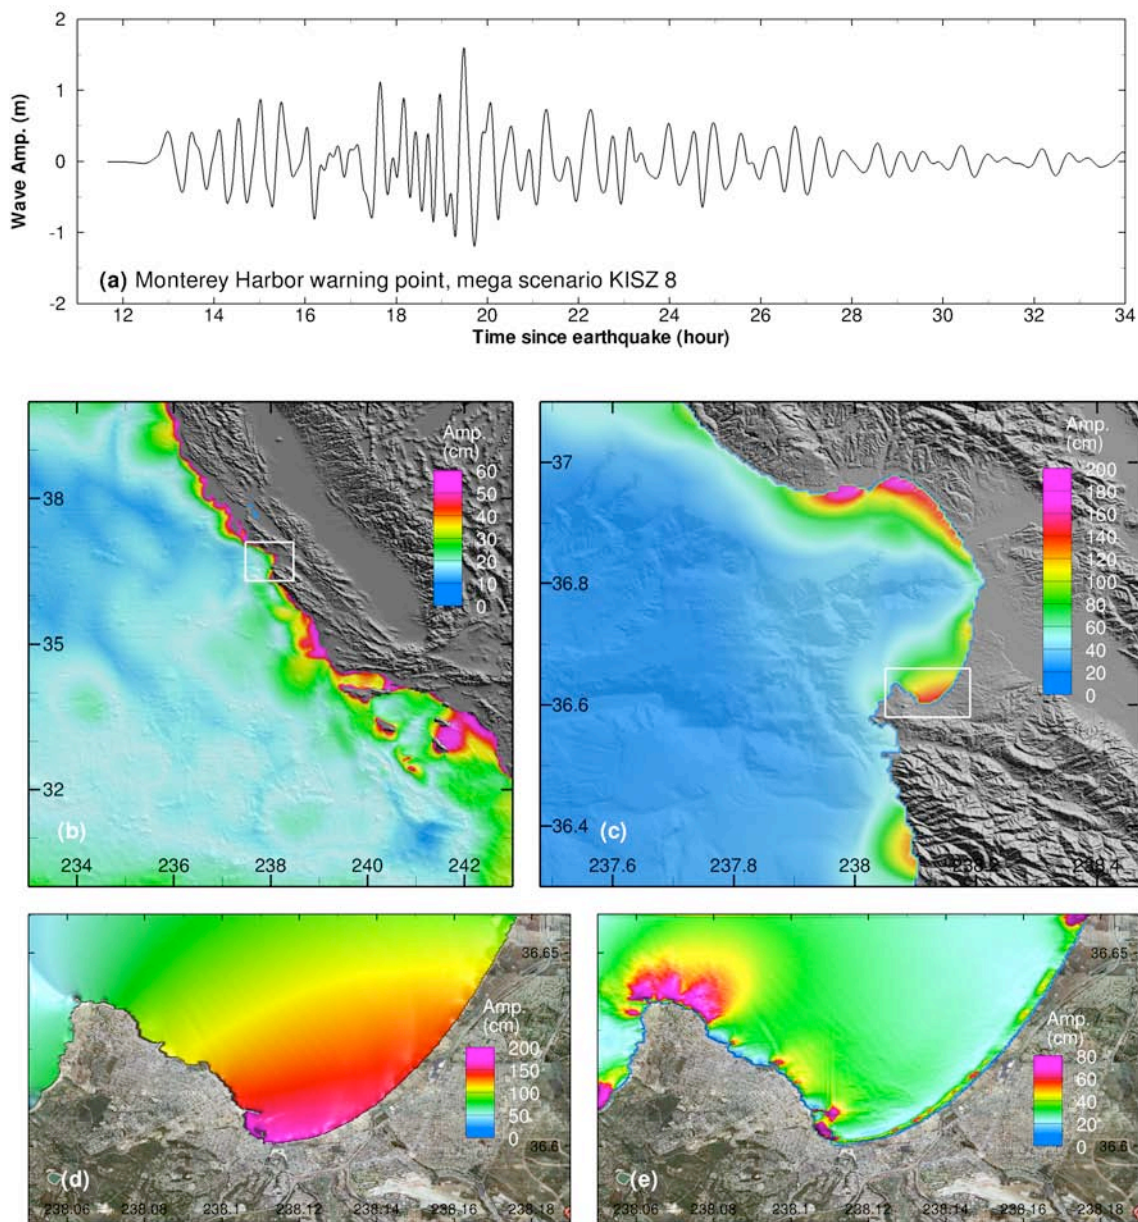 2
1
0
-1
-2
Wave Amp. (m)
(a) Monterey Harbor warning point, mega scenario KISZ 8
12 14 16 18 20 22 24 26 28 30 32 34
Time since earthquake (hour)
Amp.
(cm)
60
50
40
30
20
10
0
38
35
32
(b)
234 236 238 240 242
Amp.
(cm)
200
180
160
140
120
100
80
60
40
20
0
37
36.8
36.6
36.4
(c)
237.6 237.8 238 238.2 238.4
Amp.
(cm)
200
150
100
50
0
(d)
238.06 238.08 238.1 238.12 238.14 238.16 238.18
36.65
36.6
Amp.
(cm)
80
60
40
20
0
(e)
238.06 238.08 238.1 238.12 238.14 238.16 238.18
36.65
36.6